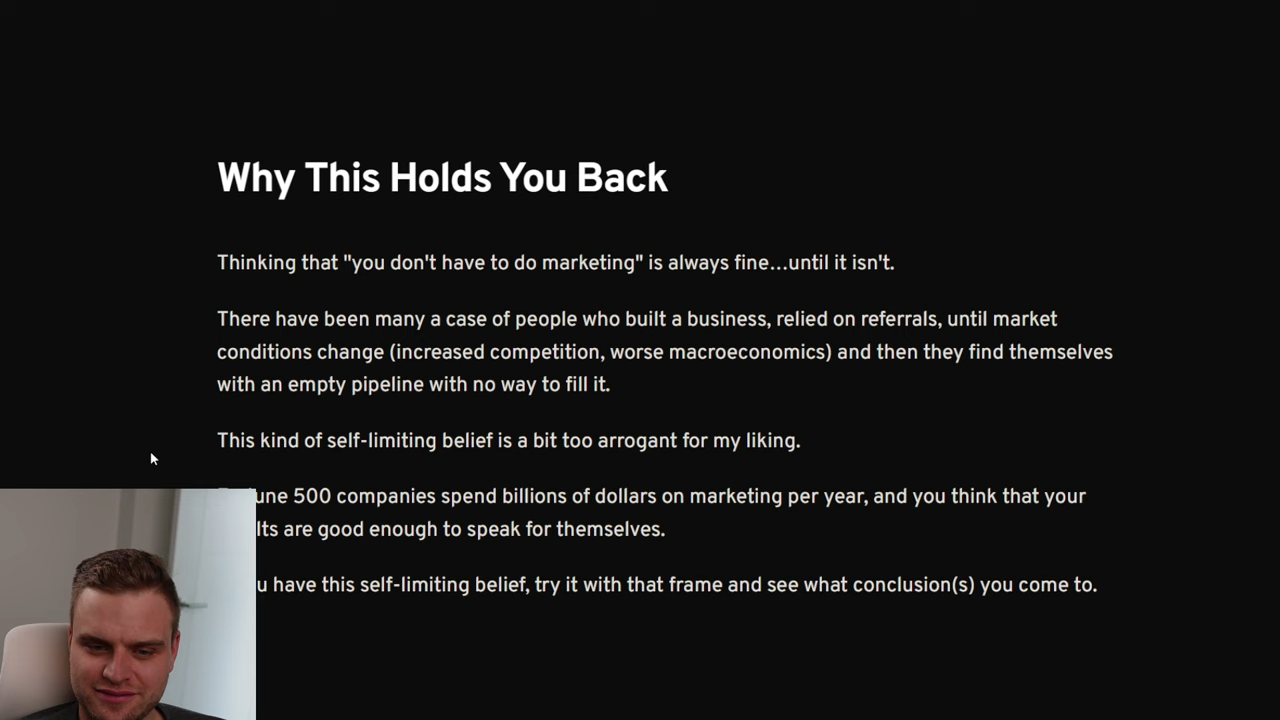 Why This Holds You Back
Thinking that "you don't have to do marketing" is always fine...until it isn't.
There have been many a case of people who built a business, relied on referrals, until market
conditions change (increased competition, worse macroeconomics) and then they find themselves
with an empty pipeline with no way to fill it.
This kind of self-limiting belief is a bit too arrogant for my liking.
500 companies spend billions of dollars on marketing per year, and you think that your
are good enough to speak for themselves.
have this self-limiting belief, try it with that frame and see what conclusion(s) you come to.